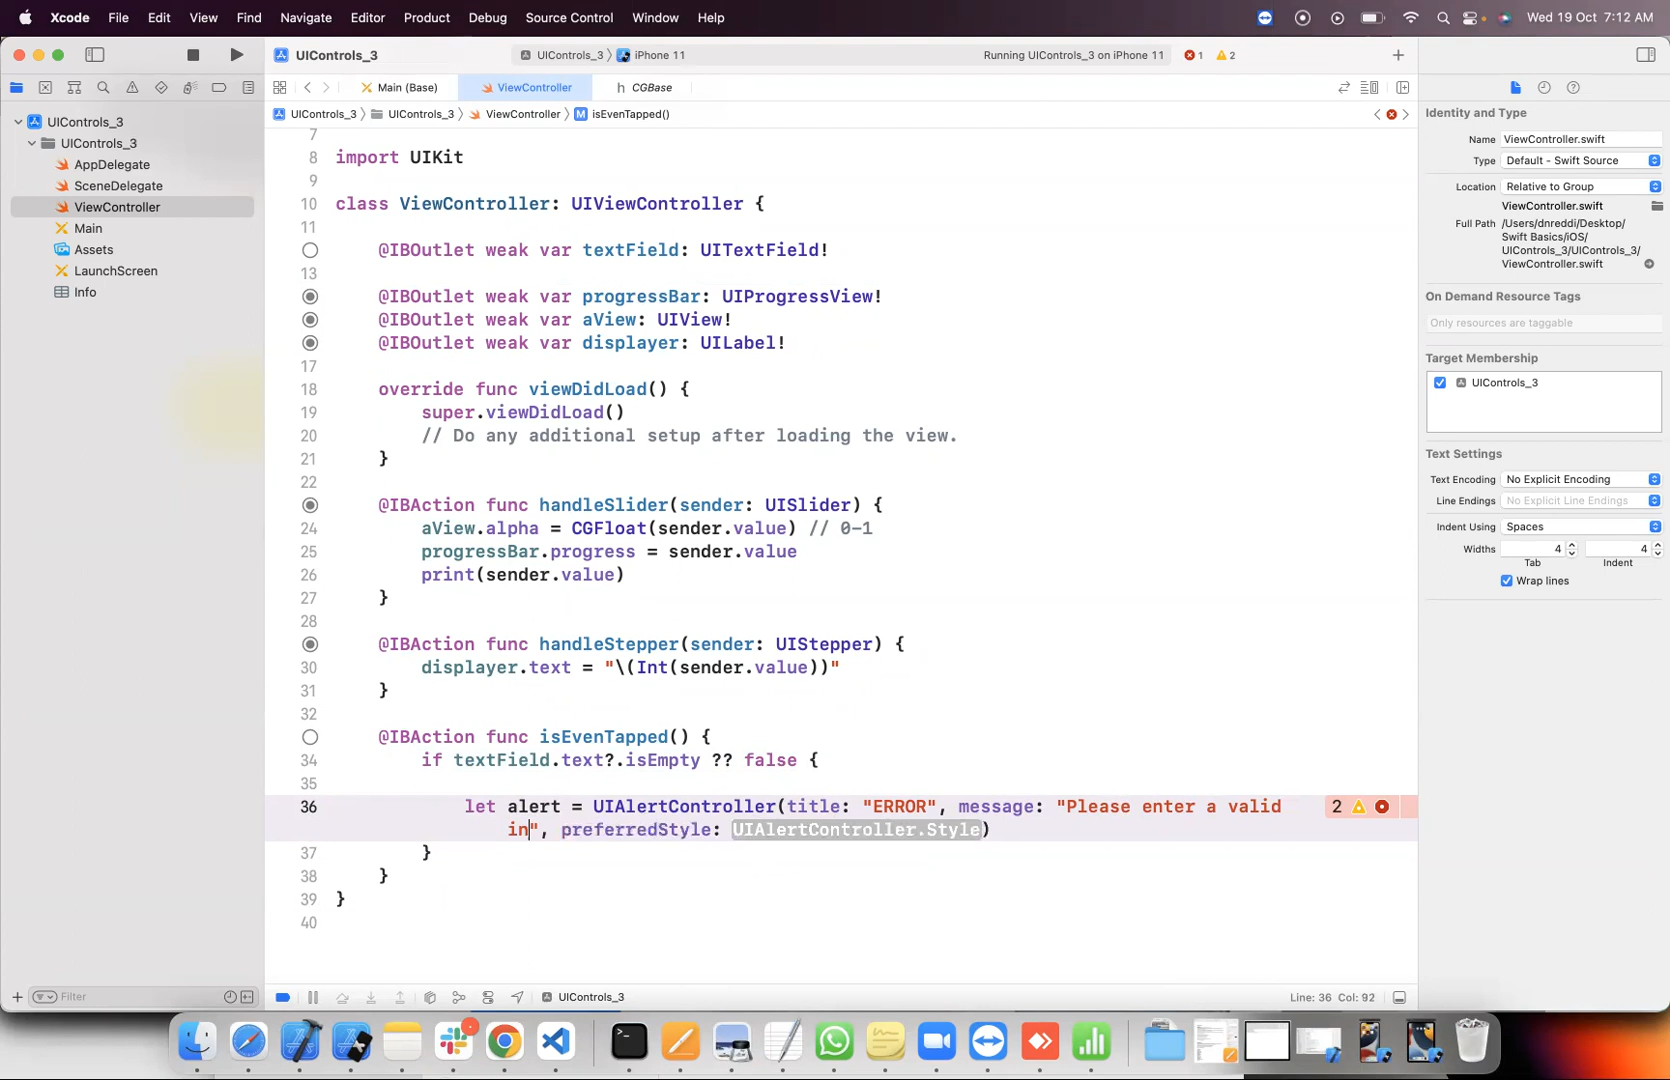 Xcode File Edit View Find Navigate Editor Product Debug Source Control Window Help Wed 19 Oct 7:12 AM
UIControls_3 UIControls_3 iPhone 11 Running UIControls_3 on iPhone 11 1 2
Main (Base) ViewController h CGBase
UIControls_3 UIControls_3 ViewController M isEvenTapped()
UIControls_3
UIControls_3
AppDelegate
SceneDelegate
ViewController
Main
Assets
LaunchScreen
Info
Filter
7
8 import UIKit
9
10 class ViewController: UIViewController {
11
@IBOutlet weak var textField: UITextField!
13
@IBOutlet weak var progressBar: UIProgressView!
@IBOutlet weak var aView: UIView!
@IBOutlet weak var displayer: UILabel!
17
18 override func viewDidLoad() {
19 super.viewDidLoad()
20 // Do any additional setup after loading the view.
21 }
22
@IBAction func handleSlider(sender: UISlider) {
24 aView.alpha = CGFloat(sender.value) // 0-1
25 progressBar.progress = sender.value
26 print(sender.value)
27 }
28
@IBAction func handleStepper(sender: UIStepper) {
30 displayer.text = "\(Int(sender.value))"
31 }
32
@IBAction func isEvenTapped() {
34 if textField.text?.isEmpty ?? false {
35
36 let alert = UIAlertController(title: "ERROR", message: "Please enter a valid 2
in", preferredStyle: UIAlertController.Style)
37 }
38 }
39 }
40
UIControls_3 Line: 36 Col: 92
Identity and Type
Name ViewController.swift
Type Default - Swift Source
Location Relative to Group
ViewController.swift
Full Path /Users/dnreddi/Desktop/
Swift Basics/iOS/
UIControls_3/UIControls_3/
ViewController.swift
On Demand Resource Tags
Only resources are taggable
Target Membership
UIControls_3
Text Settings
Text Encoding No Explicit Encoding
Line Endings No Explicit Line Endings
Indent Using Spaces
Widths 4 4
Tab Indent
Wrap lines